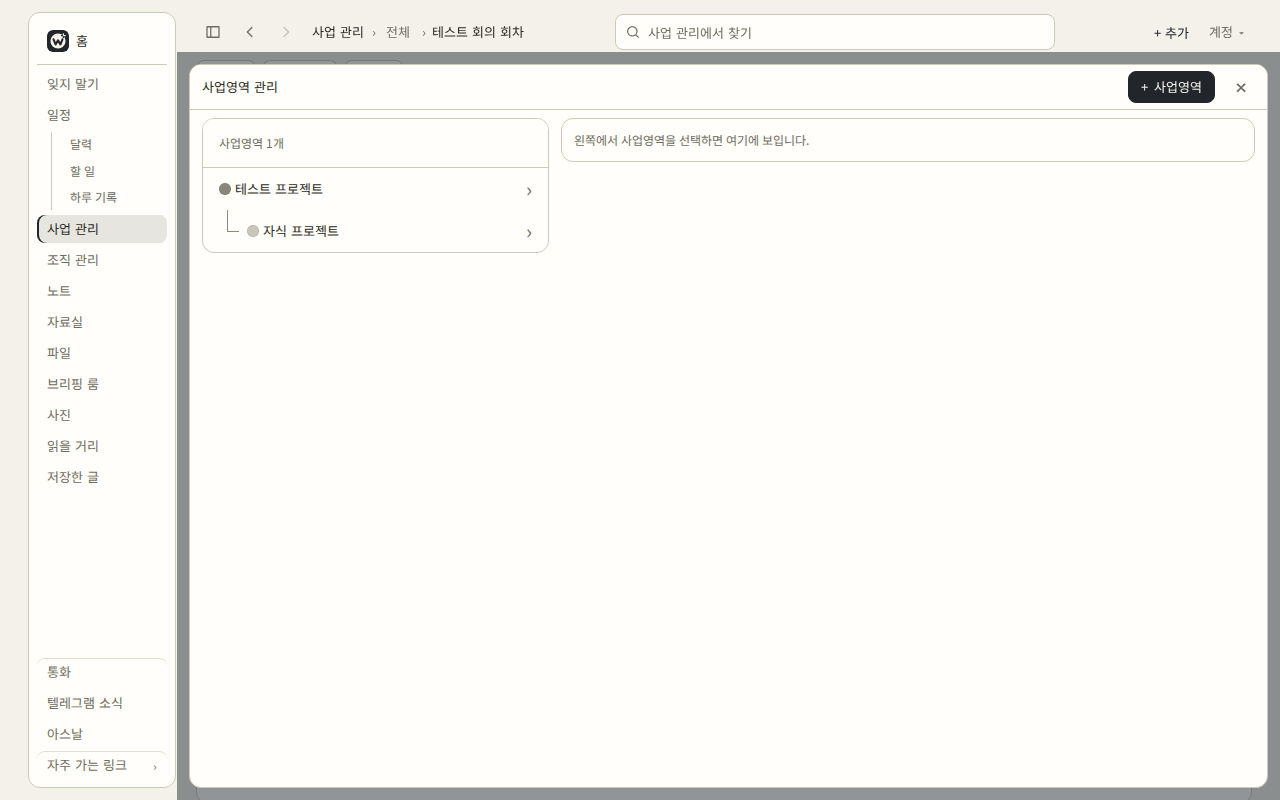 홈
잊지 말기
일정
달력
할 일
하루 기록
사업 관리
조직 관리
노트
자료실
파일
브리핑 룸
사진
읽을 거리
저장한 글
통화
텔레그램 소식
아스날
자주 가는 링크 ›
사업 관리 › 전체 › 테스트 회의 회차
사업 관리에서 찾기
+ 추가
계정
사업영역 관리
+ 사업영역
사업영역 1개
테스트 프로젝트 ›
자식 프로젝트 ›
왼쪽에서 사업영역을 선택하면 여기에 보입니다.